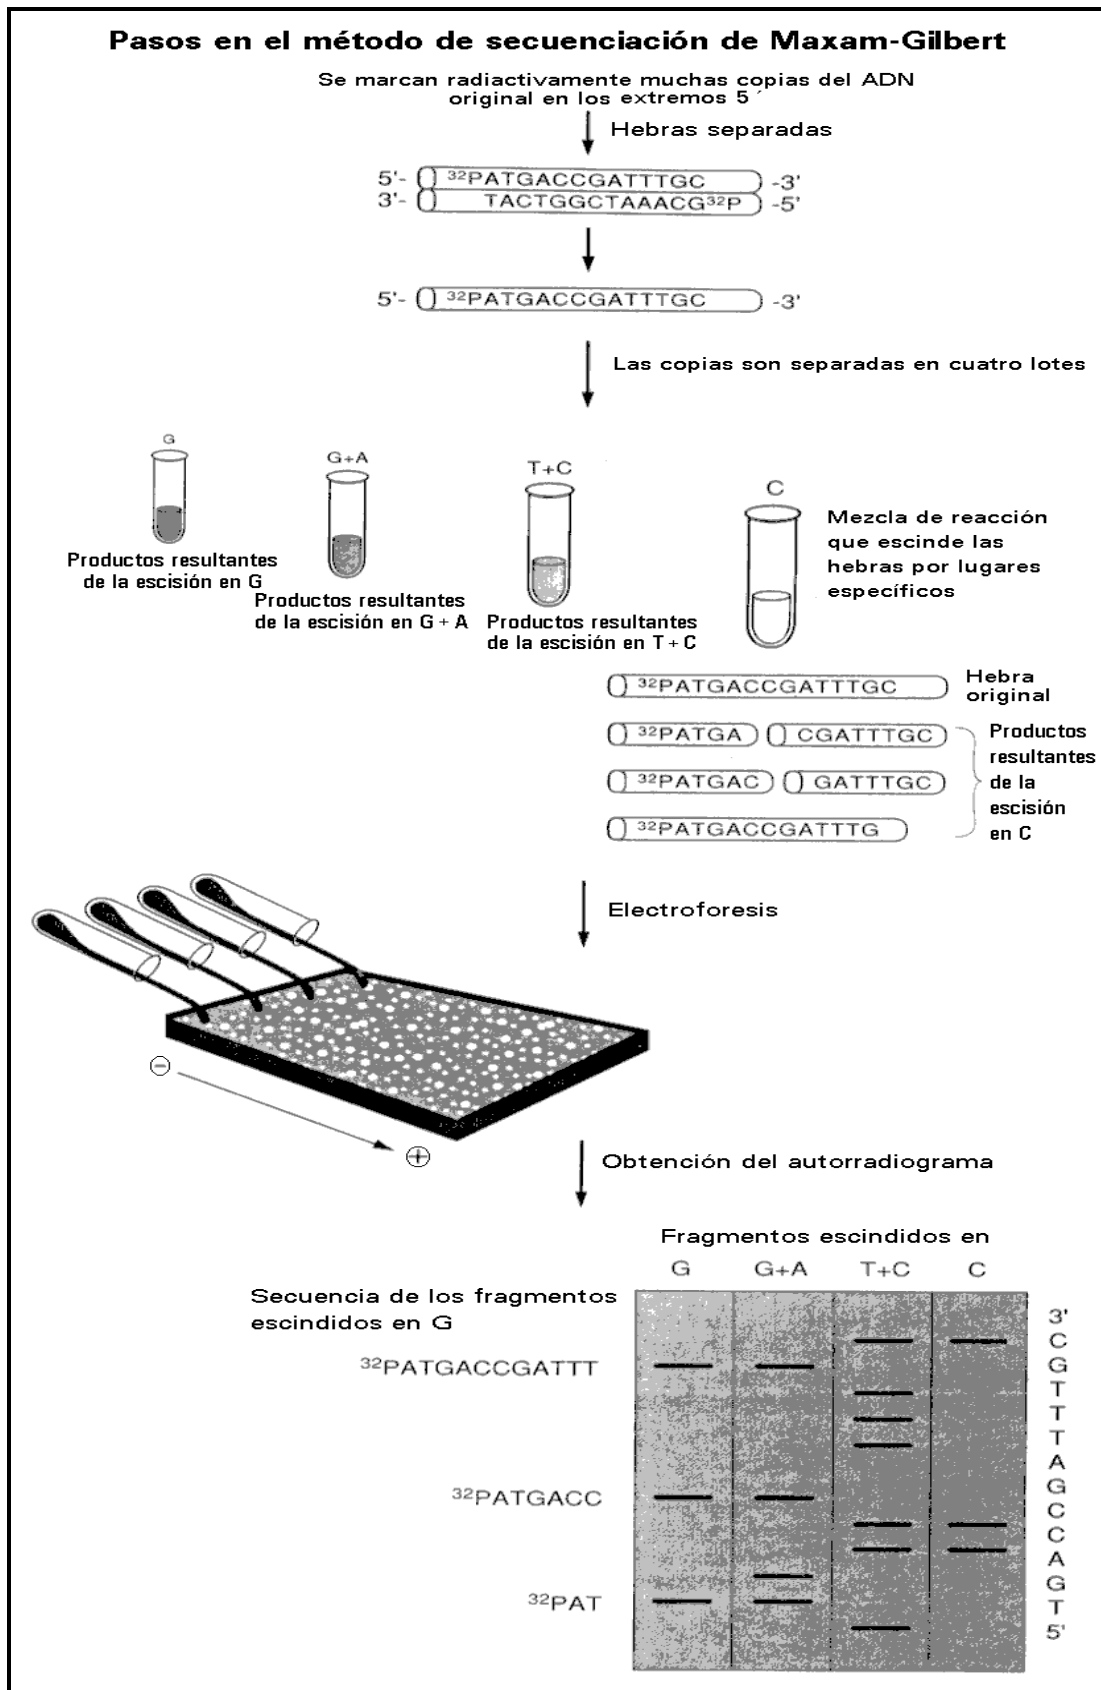 Pasos en el método de secuenciación de Maxam-Gilbert
Se marcan radiactivamente muchas copias del ADN
original en los extremos 5´
Hebras separadas
5'- ³²PATGACCGATTTGC -3'
3'- TACTGGCTAAACG³²P -5'
5'- ³²PATGACCGATTTGC -3'
Las copias son separadas en cuatro lotes
G
G+A
T+C
C
Productos resultantes
de la escisión en G
Productos resultantes
de la escisión en G + A
Productos resultantes
de la escisión en T + C
Mezcla de reacción
que escinde las
hebras por lugares
específicos
³²PATGACCGATTTGC
Hebra
original
³²PATGA CGATTTGC
³²PATGAC GATTTGC
³²PATGACCGATTTG
Productos
resultantes
de la
escisión
en C
Electroforesis
−
+
Obtención del autorradiograma
Fragmentos escindidos en
G G+A T+C C
Secuencia de los fragmentos
escindidos en G
³²PATGACCGATTT
³²PATGACC
³²PAT
3'
C
G
T
T
T
A
G
C
C
A
G
T
5'